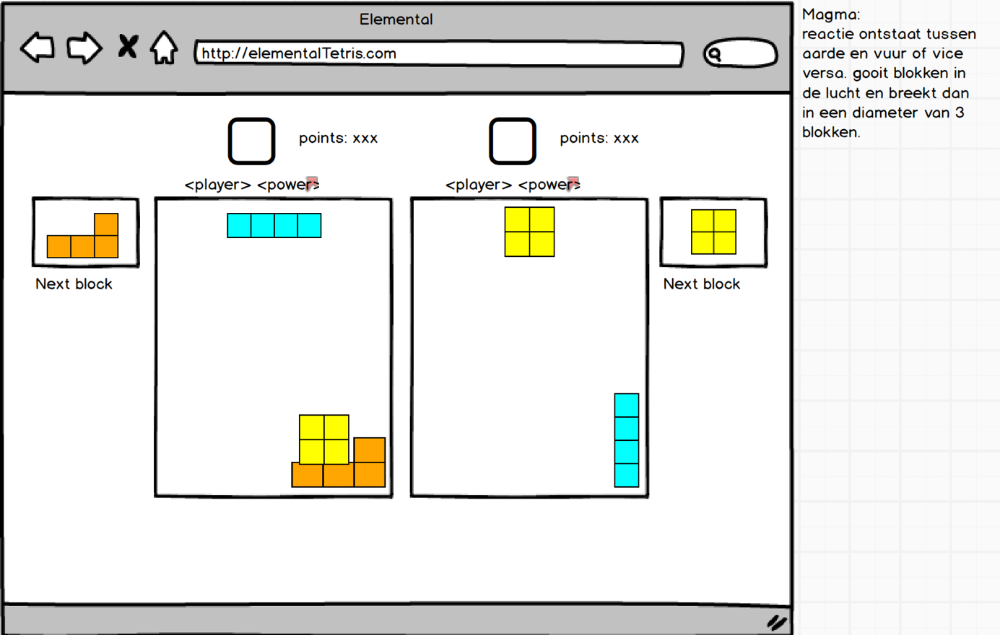 Elemental
http://elementalTetris.com
points: xxx
points: xxx
<player> <power>
<player> <power>
Next block
Next block
Magma:
reactie ontstaat tussen
aarde en vuur of vice
versa. gooit blokken in
de lucht en breekt dan
in een diameter van 3
blokken.